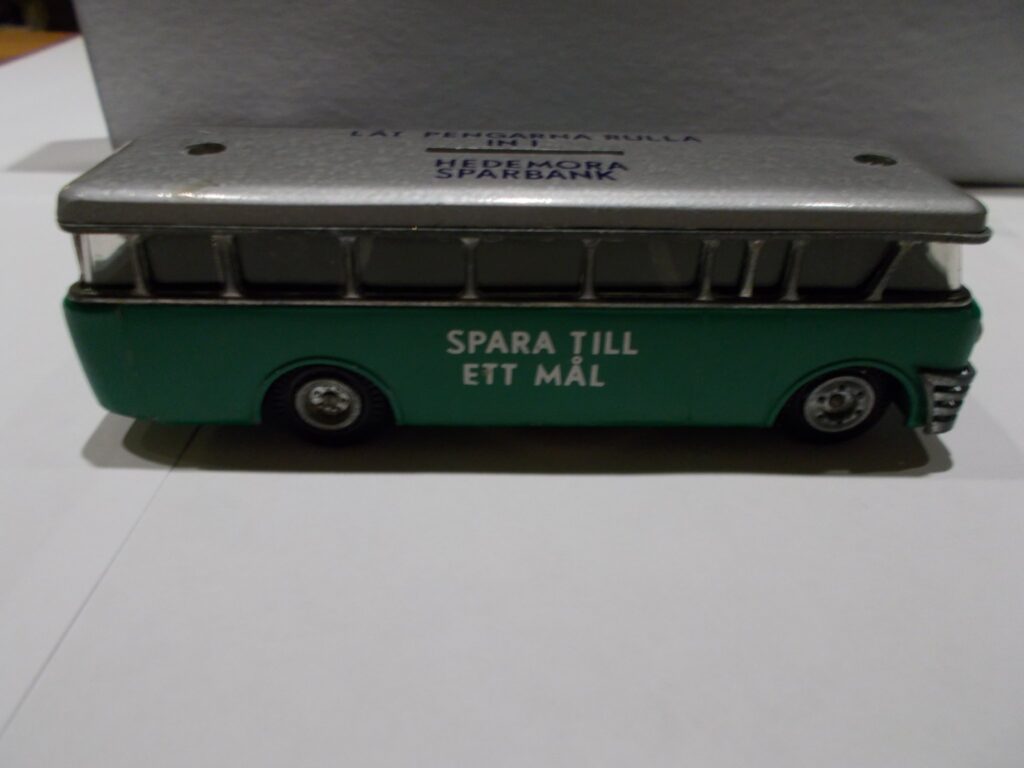 LÅT PENGARNA RULLA
IN I
HEDEMORA
SPARBANK
SPARA TILL
ETT MÅL